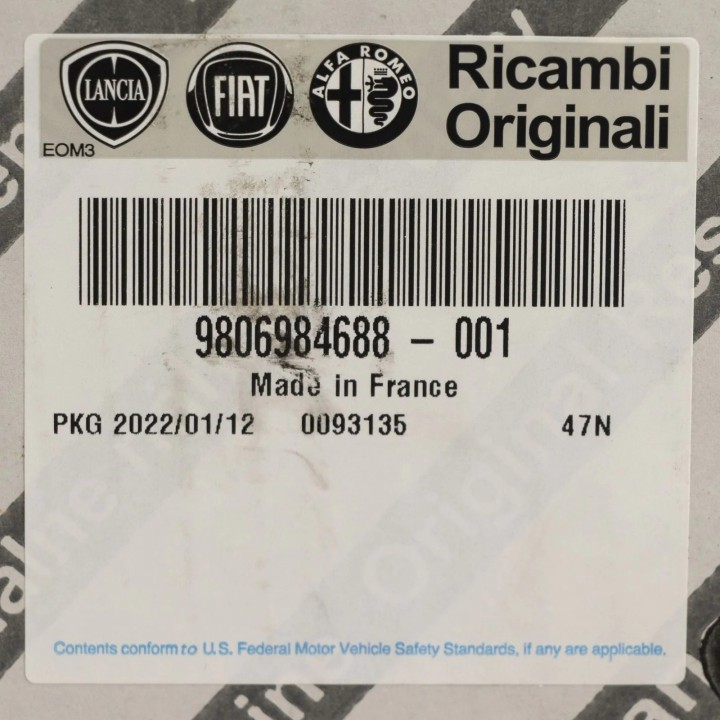 LANCIA FIAT ALFA ROMEO Ricambi
Originali
EOM3
9806984688 - 001
Made in France
PKG 2022/01/12 0093135 47N
Contents conform to U.S. Federal Motor Vehicle Safety Standards, if any are applicable.